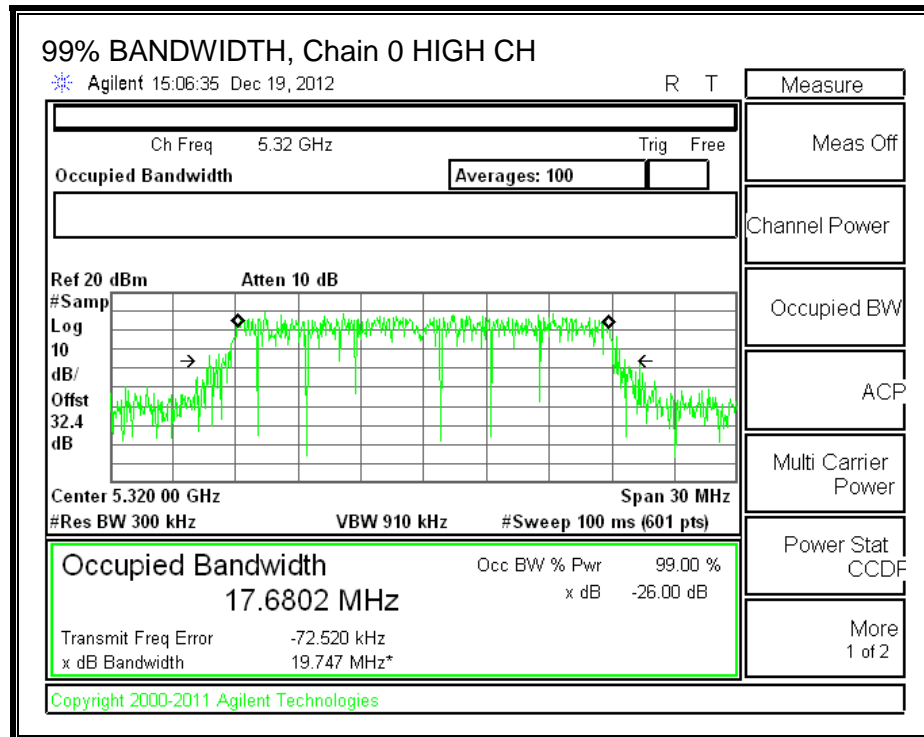 99% BANDWIDTH, Chain 0 HIGH CH
Agilent 15:06:35 Dec 19, 2012 R T
Measure
Ch Freq 5.32 GHz Trig Free
Meas Off
Occupied Bandwidth Averages: 100
Channel Power
Ref 20 dBm Atten 10 dB
#Samp
Log
10
dB/
Offst
32.4
dB
Occupied BW
ACP
Center 5.320 00 GHz Span 30 MHz
#Res BW 300 kHz VBW 910 kHz #Sweep 100 ms (601 pts)
Multi Carrier
Power
Occupied Bandwidth Occ BW % Pwr 99.00 %
17.6802 MHz x dB -26.00 dB
Power Stat
CCDF
Transmit Freq Error -72.520 kHz
x dB Bandwidth 19.747 MHz*
More
1 of 2
Copyright 2000-2011 Agilent Technologies